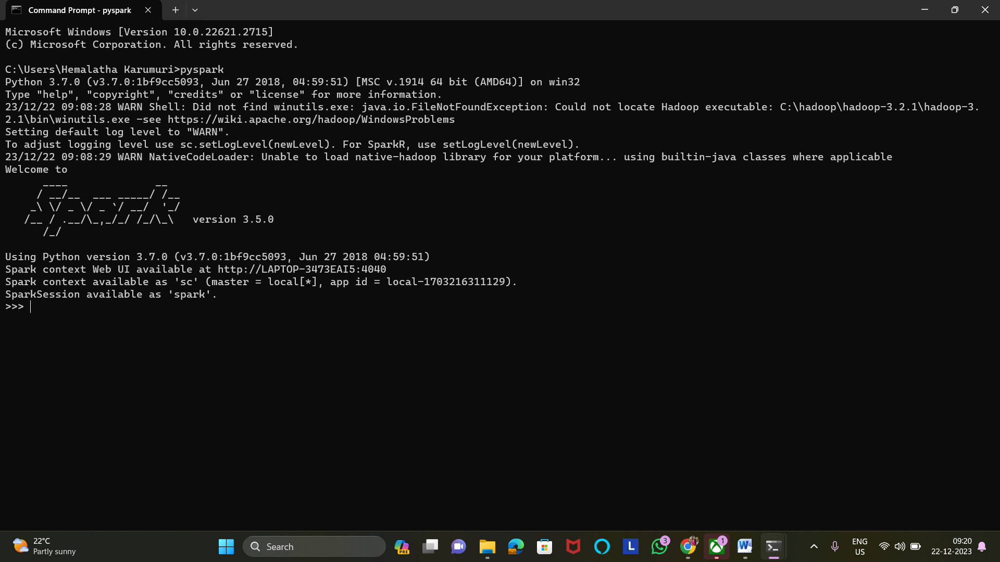 Command Prompt - pyspark
Microsoft Windows [Version 10.0.22621.2715]
(c) Microsoft Corporation. All rights reserved.
C:\Users\Hemalatha Karumuri>pyspark
Python 3.7.0 (v3.7.0:1bf9cc5093, Jun 27 2018, 04:59:51) [MSC v.1914 64 bit (AMD64)] on win32
Type "help", "copyright", "credits" or "license" for more information.
23/12/22 09:08:28 WARN Shell: Did not find winutils.exe: java.io.FileNotFoundException: Could not locate Hadoop executable: C:\hadoop\hadoop-3.2.1\hadoop-3.
2.1\bin\winutils.exe -see https://wiki.apache.org/hadoop/WindowsProblems
Setting default log level to "WARN".
To adjust logging level use sc.setLogLevel(newLevel). For SparkR, use setLogLevel(newLevel).
23/12/22 09:08:29 WARN NativeCodeLoader: Unable to load native-hadoop library for your platform... using builtin-java classes where applicable
Welcome to
      ____              __
     / __/__  ___ _____/ /__
    _\ \/ _ \/ _ `/ __/  '_/
   /__ / .__/\_,_/_/ /_/\_\   version 3.5.0
      /_/
Using Python version 3.7.0 (v3.7.0:1bf9cc5093, Jun 27 2018 04:59:51)
Spark context Web UI available at http://LAPTOP-3473EAI5:4040
Spark context available as 'sc' (master = local[*], app id = local-1703216311129).
SparkSession available as 'spark'.
>>>
22°C
Partly sunny
Search
PRE
L
3
1
W
ENG
US
09:20
22-12-2023